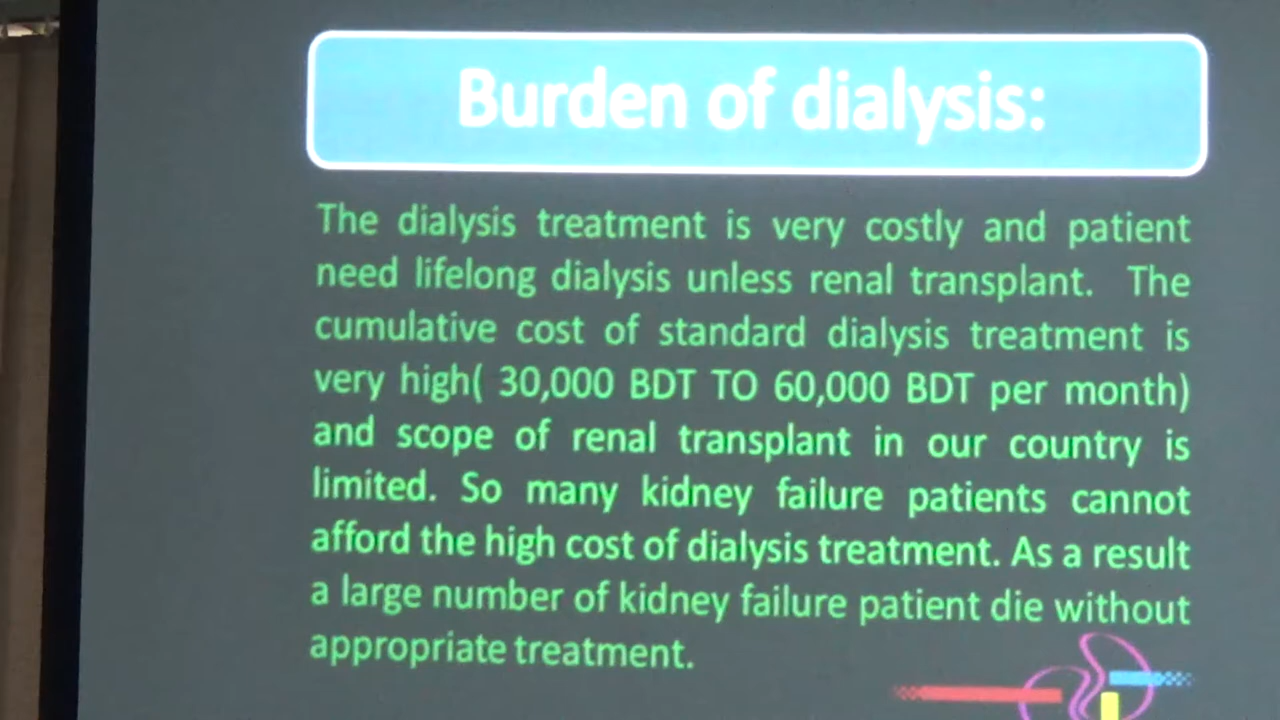 Burden of dialysis:
The dialysis treatment is very costly and patient
need lifelong dialysis unless renal transplant. The
cumulative cost of standard dialysis treatment is
very high( 30,000 BDT TO 60,000 BDT per month)
and scope of renal transplant in our country is
limited. So many kidney failure patients cannot
afford the high cost of dialysis treatment. As a result
a large number of kidney failure patient die without
appropriate treatment.